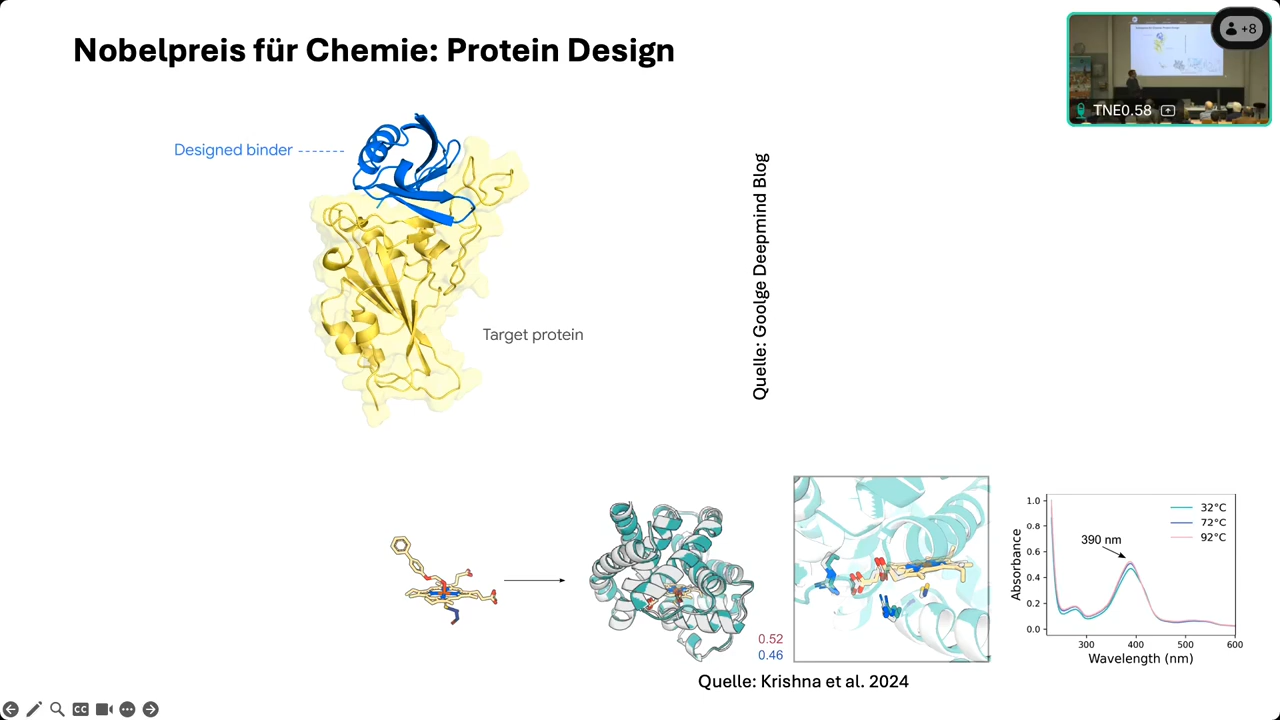 Nobelpreis für Chemie: Protein Design
+8
TNE0.58
Designed binder
Target protein
Quelle: Goolge Deepmind Blog
0.52
0.46
Quelle: Krishna et al. 2024
Absorbance
1.0
0.8
0.6
0.4
0.2
0.0
390 nm
32°C
72°C
92°C
300 400 500 600
Wavelength (nm)
CC